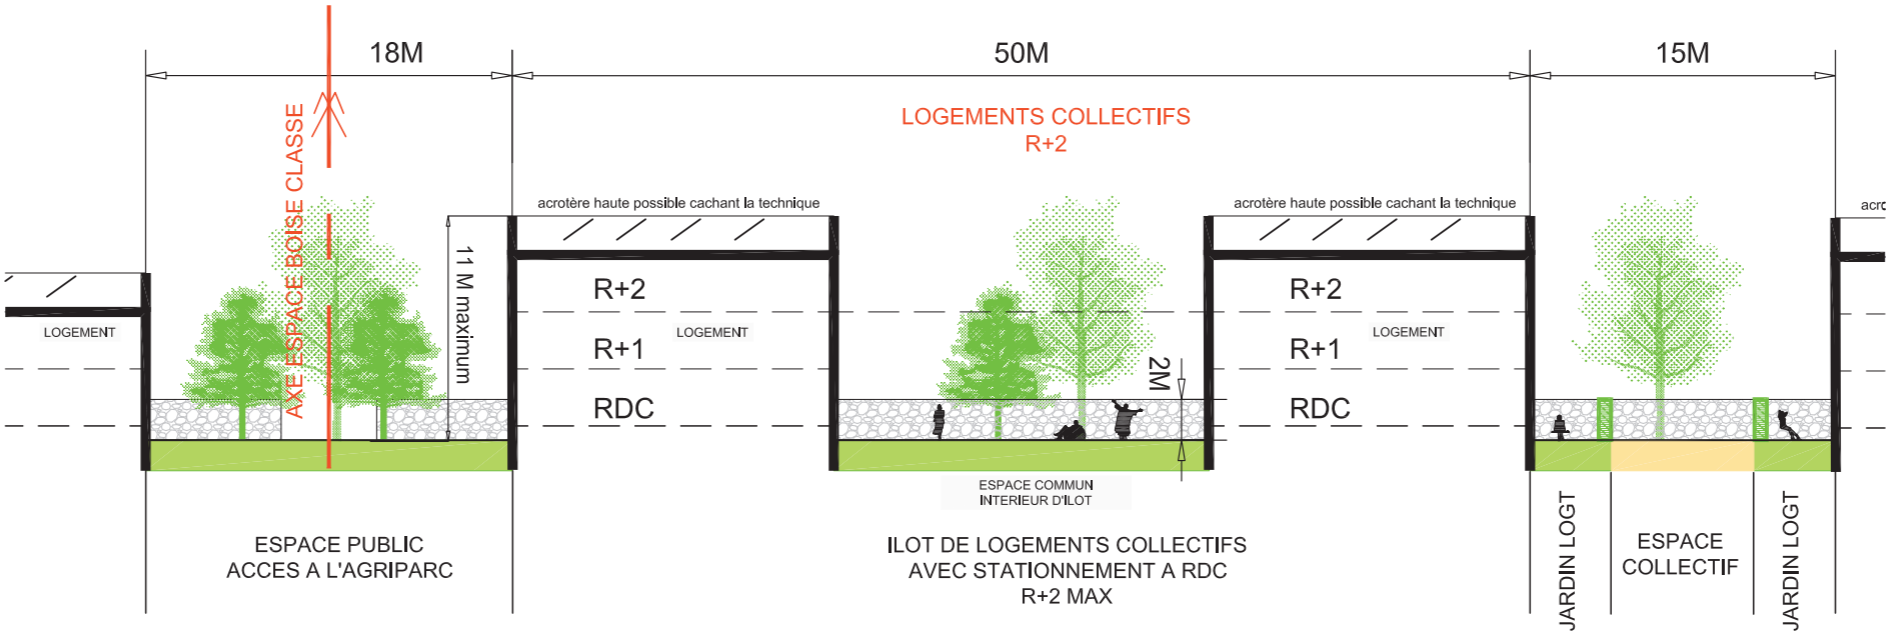 18M
50M
15M
LOGEMENTS COLLECTIFS
R+2
AXE ESPACE BOISE CLASSE
acrotère haute possible cachant la technique
acrotère haute possible cachant la technique
acrc
11 M maximum
R+2
R+2
LOGEMENT
LOGEMENT
LOGEMENT
R+1
R+1
2M
RDC
RDC
ESPACE COMMUN
INTERIEUR D'ILOT
ESPACE PUBLIC
ACCES A L'AGRIPARC
ILOT DE LOGEMENTS COLLECTIFS
AVEC STATIONNEMENT A RDC
R+2 MAX
JARDIN LOGT
ESPACE
COLLECTIF
JARDIN LOGT